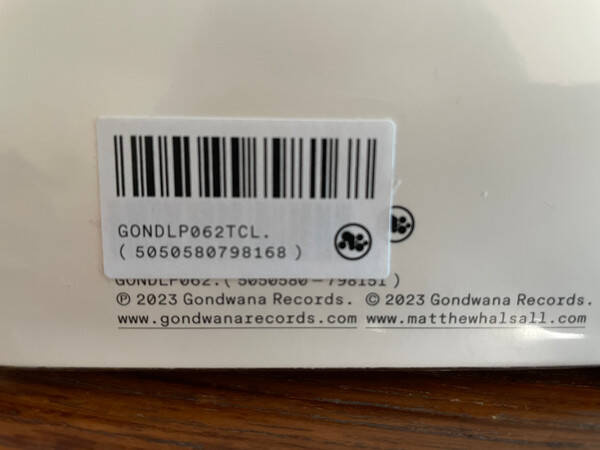 GONDLP062TCL.
( 5050580798168 )
GONDLP062.(5050580-798151)
℗ 2023 Gondwana Records. © 2023 Gondwana Records.
www.gondwanarecords.com www.matthewhalsall.com